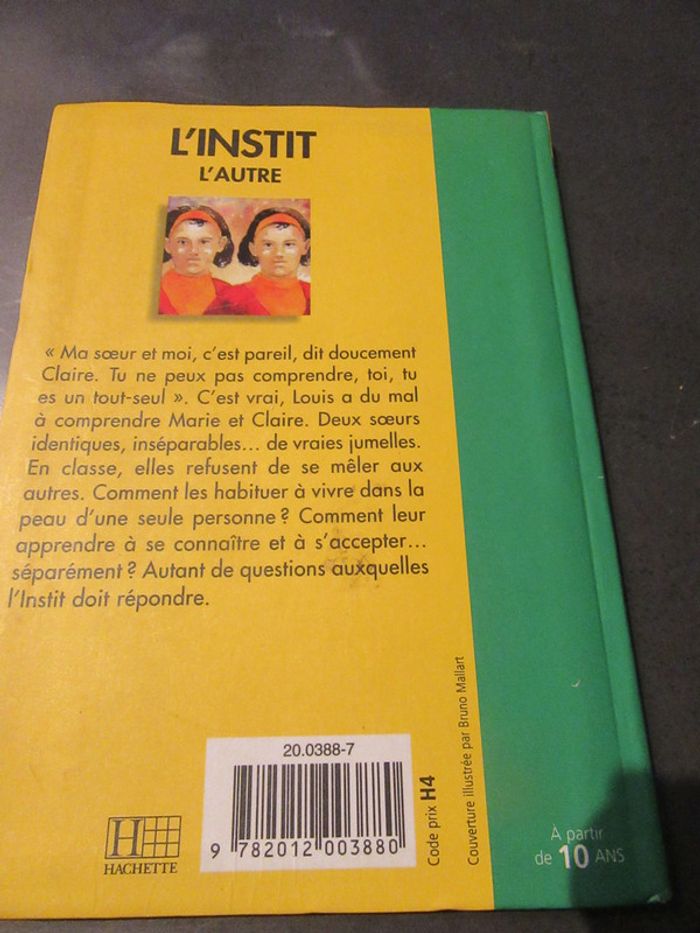 L'INSTIT
L'AUTRE
« Ma sœur et moi, c'est pareil, dit doucement
Claire. Tu ne peux pas comprendre, toi, tu
es un tout-seul ». C'est vrai, Louis a du mal
à comprendre Marie et Claire. Deux sœurs
identiques, inséparables... de vraies jumelles.
En classe, elles refusent de se mêler aux
autres. Comment les habituer à vivre dans la
peau d'une seule personne ? Comment leur
apprendre à se connaître et à s'accepter...
séparément ? Autant de questions auxquelles
l'Instit doit répondre.
20.0388-7
9 782012 003880
H
HACHETTE
Code prix H4
Couverture illustrée par Bruno Mallart
À partir
de 10 ANS